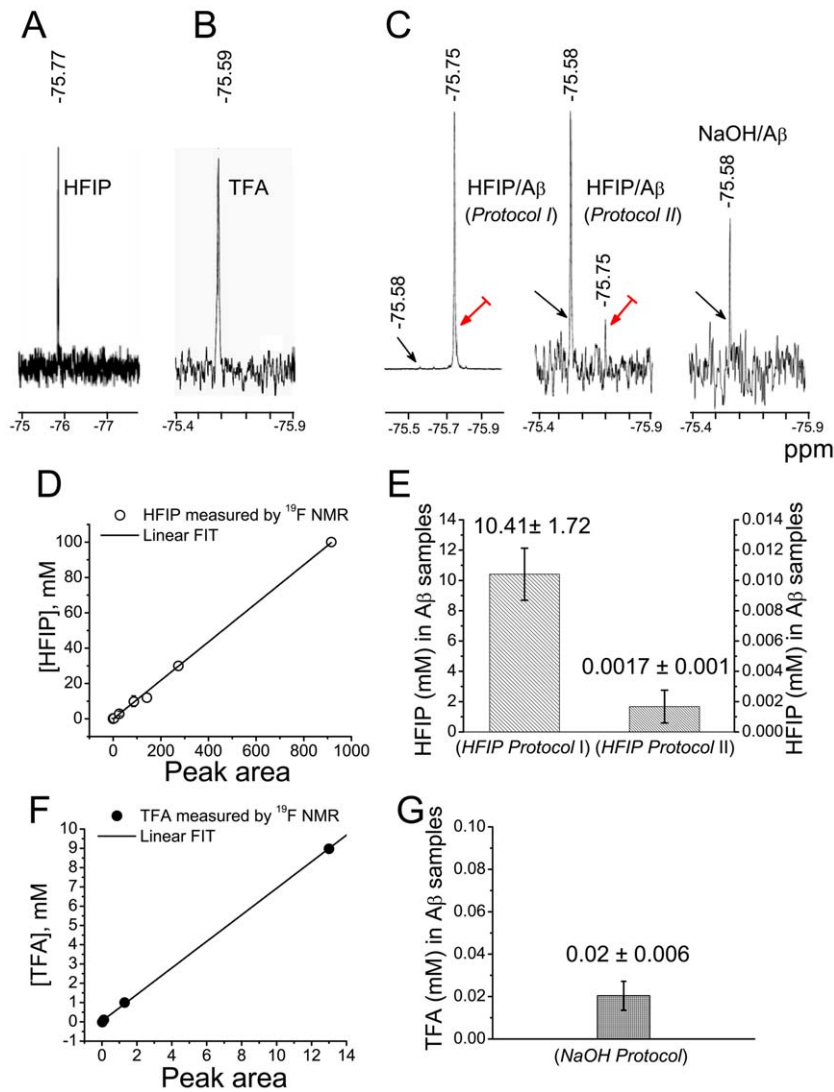 A
B
C
-75.77
-75.59
-75.75
-75.58
NaOH/Aβ
-75.58
HFIP
TFA
HFIP/Aβ
(Protocol I)
HFIP/Aβ
(Protocol II)
-75.58
-75.75
-75 -76 -77
-75.4 -75.9
-75.5 -75.7 -75.9
-75.4 -75.9
-75.4 -75.9
ppm
D
HFIP measured by 19F NMR
Linear FIT
[HFIP], mM
100
80
60
40
20
0
0 200 400 600 800 1000
Peak area
E
HFIP (mM) in Aβ samples
14
12
10
8
6
4
2
0
10.41± 1.72
0.0017 ± 0.001
0.014
0.012
0.010
0.008
0.006
0.004
0.002
0.000
HFIP (mM) in Aβ samples
(HFIP Protocol I) (HFIP Protocol II)
F
TFA measured by 19F NMR
Linear FIT
[TFA], mM
10
9
8
7
6
5
4
3
2
1
0
-1
0 2 4 6 8 10 12 14
Peak area
G
TFA (mM) in Aβ samples
0.10
0.08
0.06
0.04
0.02
0.00
0.02 ± 0.006
(NaOH Protocol)